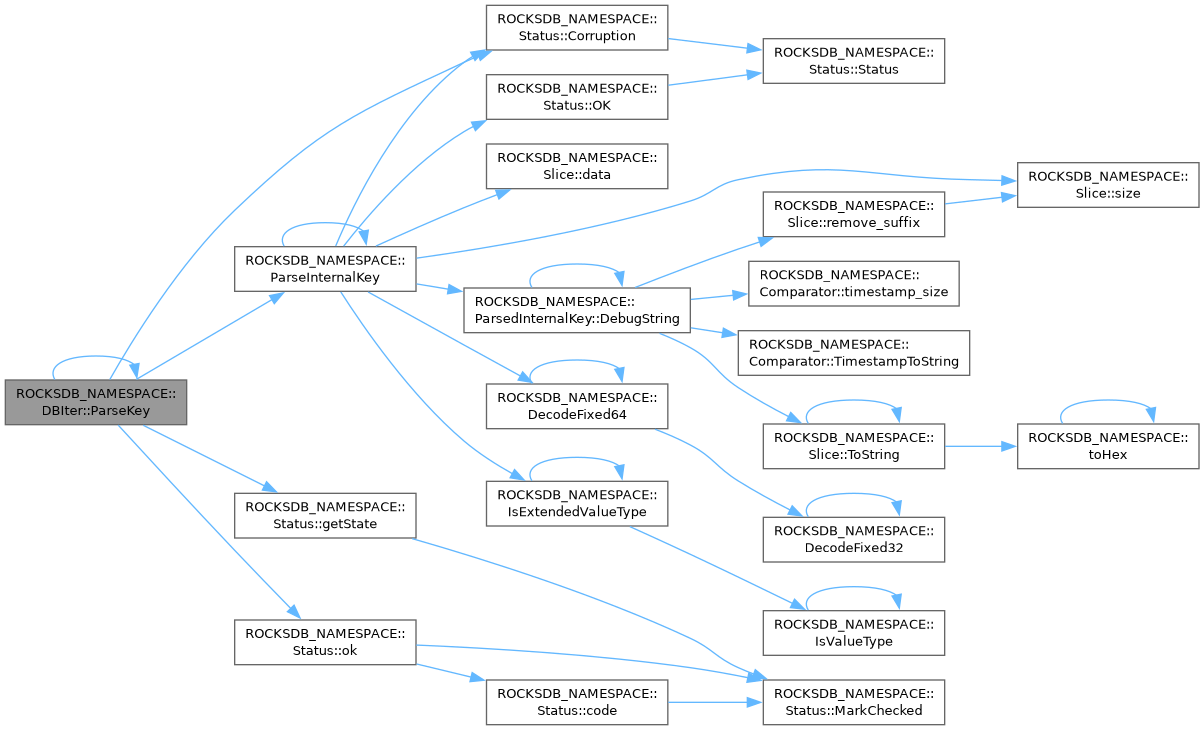 ROCKSDB_NAMESPACE::
DBIter::ParseKey
ROCKSDB_NAMESPACE::
ParseInternalKey
ROCKSDB_NAMESPACE::
Status::getState
ROCKSDB_NAMESPACE::
Status::ok
ROCKSDB_NAMESPACE::
Status::Corruption
ROCKSDB_NAMESPACE::
Status::OK
ROCKSDB_NAMESPACE::
Slice::data
ROCKSDB_NAMESPACE::
ParsedInternalKey::DebugString
ROCKSDB_NAMESPACE::
DecodeFixed64
ROCKSDB_NAMESPACE::
IsExtendedValueType
ROCKSDB_NAMESPACE::
Status::code
ROCKSDB_NAMESPACE::
Status::Status
ROCKSDB_NAMESPACE::
Slice::remove_suffix
ROCKSDB_NAMESPACE::
Comparator::timestamp_size
ROCKSDB_NAMESPACE::
Comparator::TimestampToString
ROCKSDB_NAMESPACE::
Slice::ToString
ROCKSDB_NAMESPACE::
DecodeFixed32
ROCKSDB_NAMESPACE::
IsValueType
ROCKSDB_NAMESPACE::
Status::MarkChecked
ROCKSDB_NAMESPACE::
Slice::size
ROCKSDB_NAMESPACE::
toHex